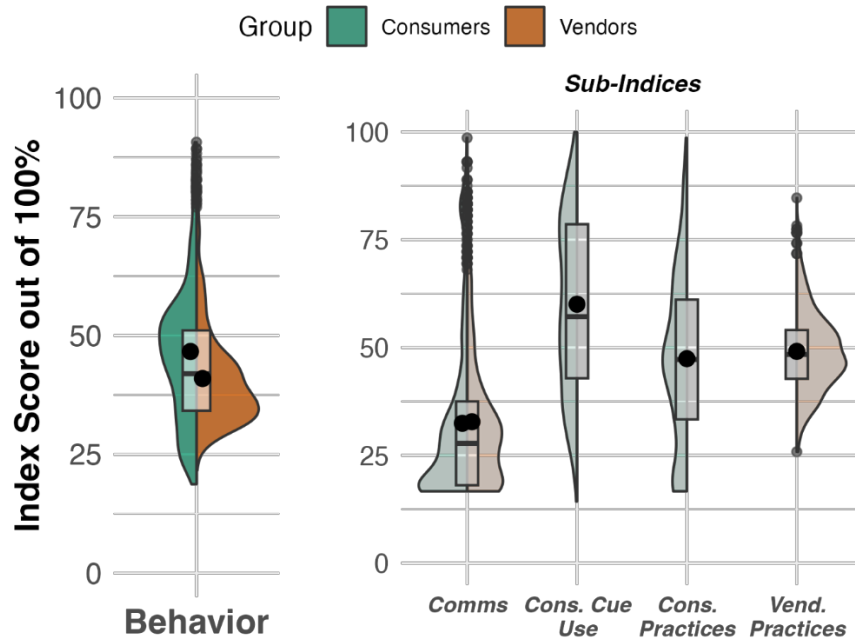 Group Consumers Vendors
Sub-Indices
Index Score out of 100%
100
75
50
25
0
Behavior
100
75
50
25
0
Comms
Cons. Cue
Use
Cons.
Practices
Vend.
Practices